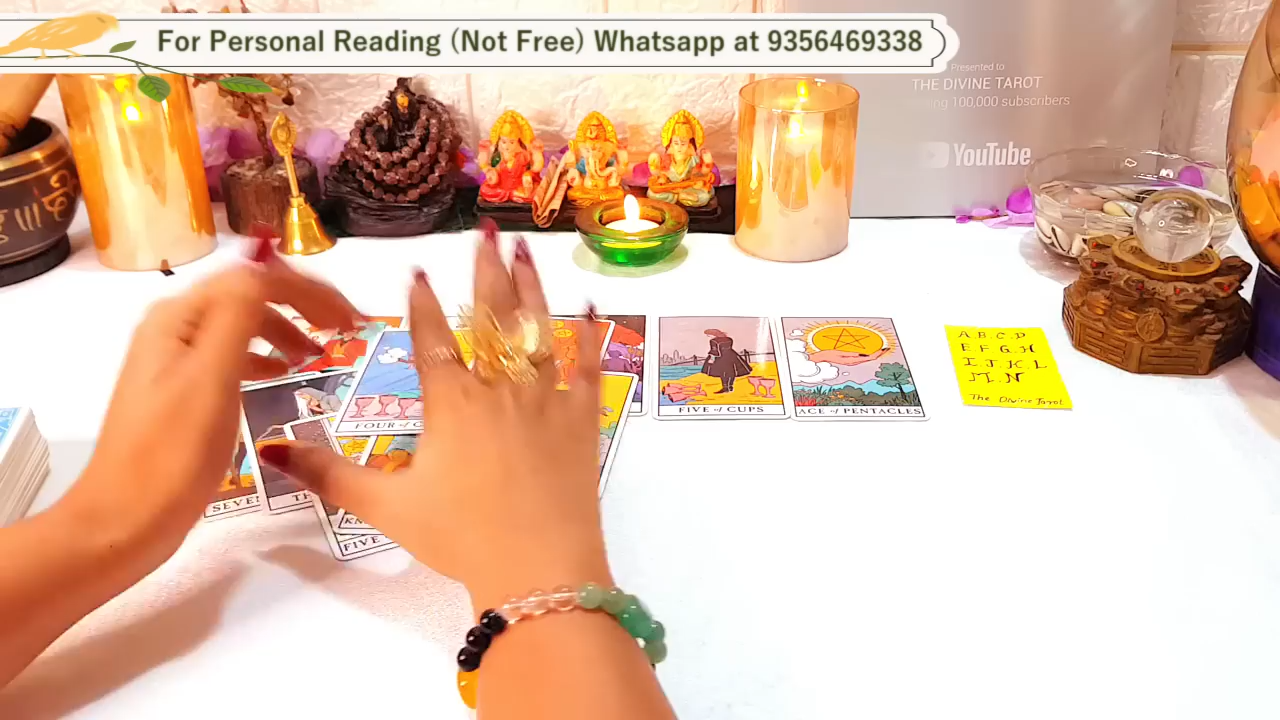 For Personal Reading (Not Free) Whatsapp at 9356469338
Presented to
THE DIVINE TAROT
100,000 subscribers
YouTube
FIVE of CUPS
ACE of PENTACLES
A B C D
E F G H
I J K L
M N
The Divine Tarot
FOUR of
SEVEN
FIVE